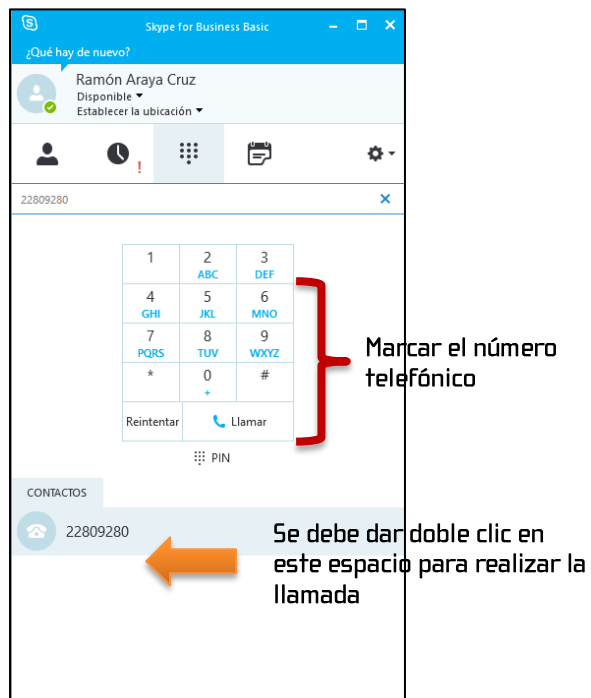 Skype for Business Basic
¿Qué hay de nuevo?
Ramón Araya Cruz
Disponible
Establecer la ubicación
!
22809280
1 2 3
ABC DEF
4 5 6
GHI JKL MNO
7 8 9
PQRS TUV WXYZ
* 0 #
+
Reintentar Llamar
PIN
Marcar el número
telefónico
CONTACTOS
22809280
Se debe dar doble clic en
este espacio para realizar la
llamada